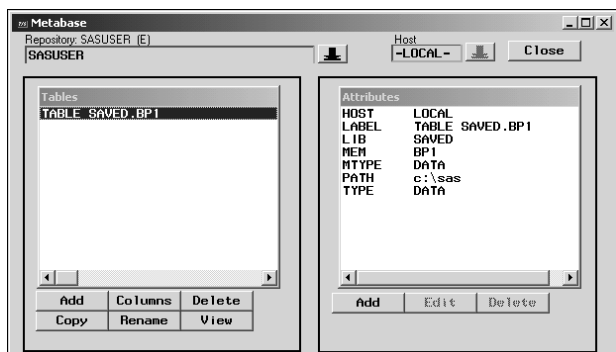 Metabase
Repository: SASUSER (E)
Host
SASUSER
-LOCAL-
Close
Tables
TABLE SAVED.BP1
Add Columns Delete
Copy Rename View
Attributes
HOST LOCAL
LABEL TABLE SAVED.BP1
LIB SAVED
MEM BP1
MTYPE DATA
PATH c:\sas
TYPE DATA
Add Edit Delete